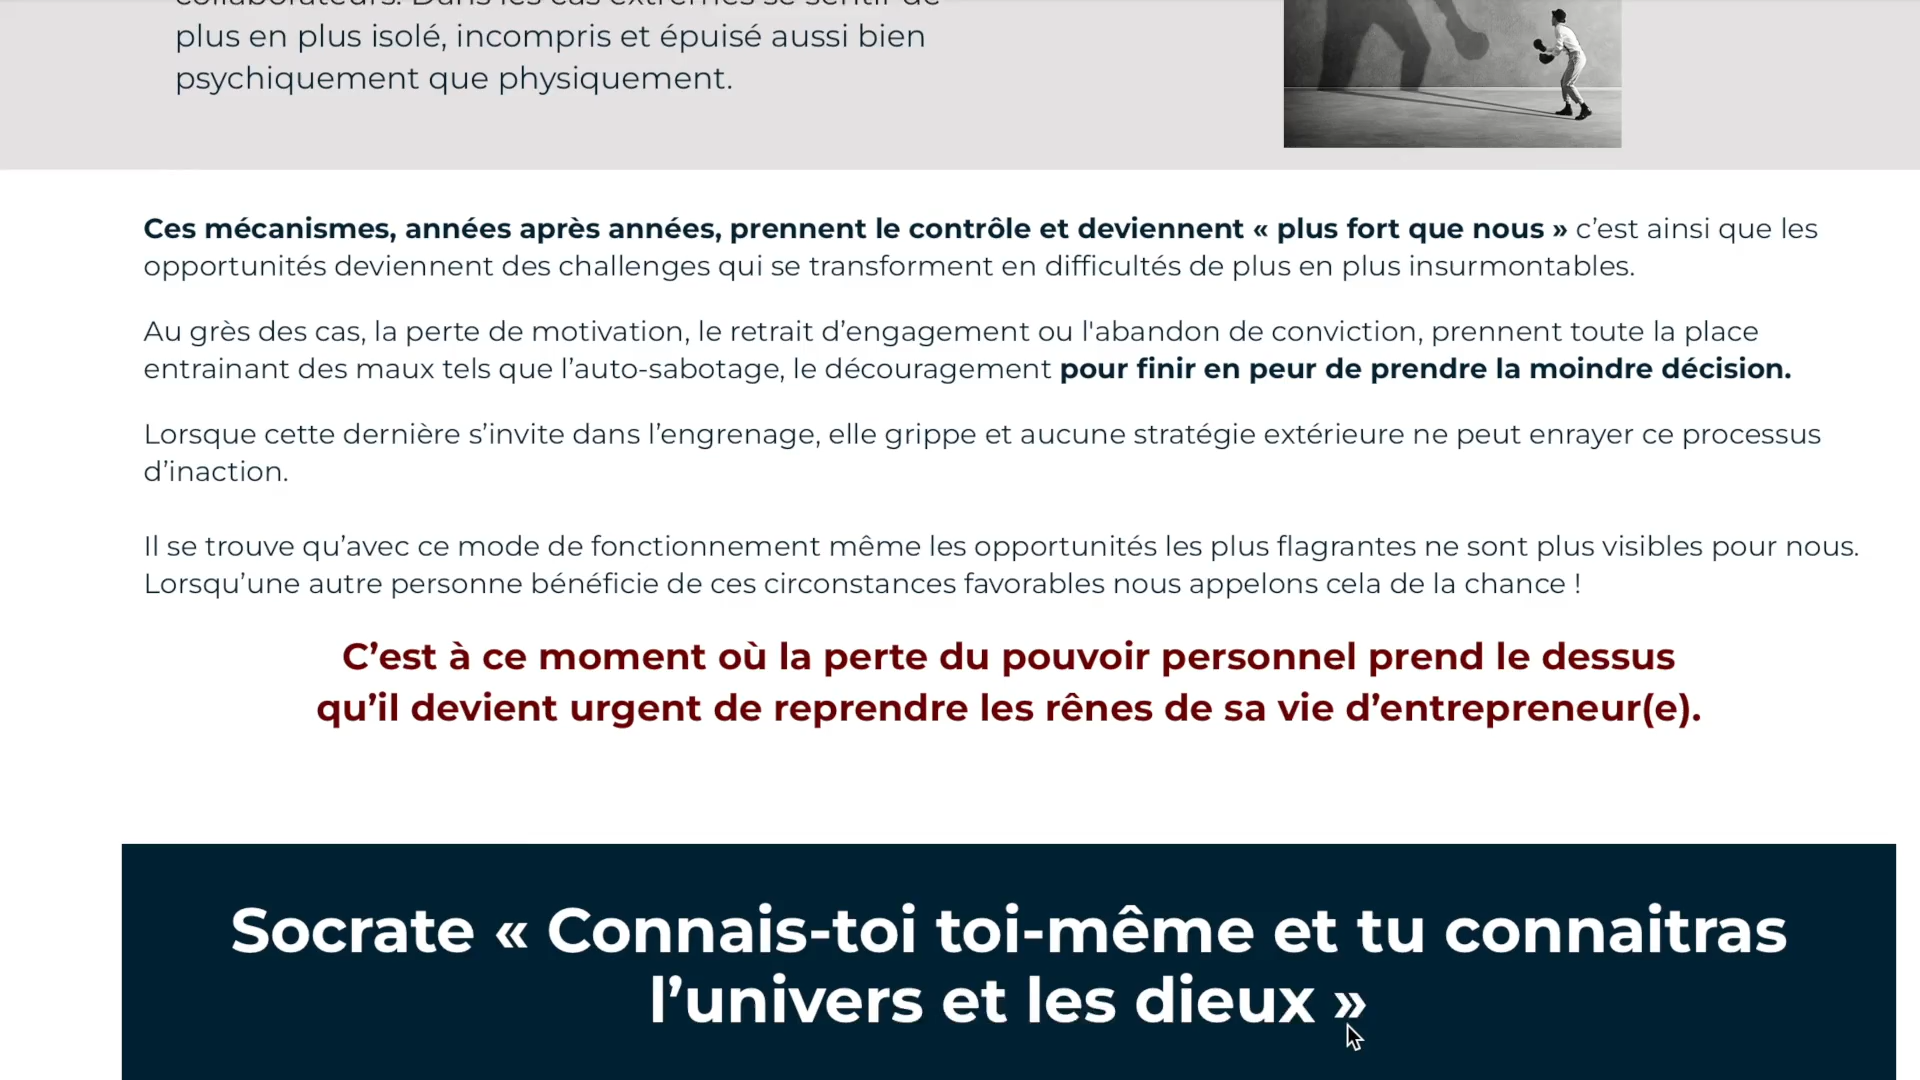 collaborateurs. Dans les cas extrêmes se sentir de
plus en plus isolé, incompris et épuisé aussi bien
psychiquement que physiquement.
Ces mécanismes, années après années, prennent le contrôle et deviennent « plus fort que nous » c’est ainsi que les
opportunités deviennent des challenges qui se transforment en difficultés de plus en plus insurmontables.
Au grès des cas, la perte de motivation, le retrait d’engagement ou l'abandon de conviction, prennent toute la place
entrainant des maux tels que l’auto-sabotage, le découragement pour finir en peur de prendre la moindre décision.
Lorsque cette dernière s’invite dans l’engrenage, elle grippe et aucune stratégie extérieure ne peut enrayer ce processus
d’inaction.
Il se trouve qu’avec ce mode de fonctionnement même les opportunités les plus flagrantes ne sont plus visibles pour nous.
Lorsqu’une autre personne bénéficie de ces circonstances favorables nous appelons cela de la chance !
C’est à ce moment où la perte du pouvoir personnel prend le dessus
qu’il devient urgent de reprendre les rênes de sa vie d’entrepreneur(e).
Socrate « Connais-toi toi-même et tu connaitras
l’univers et les dieux »